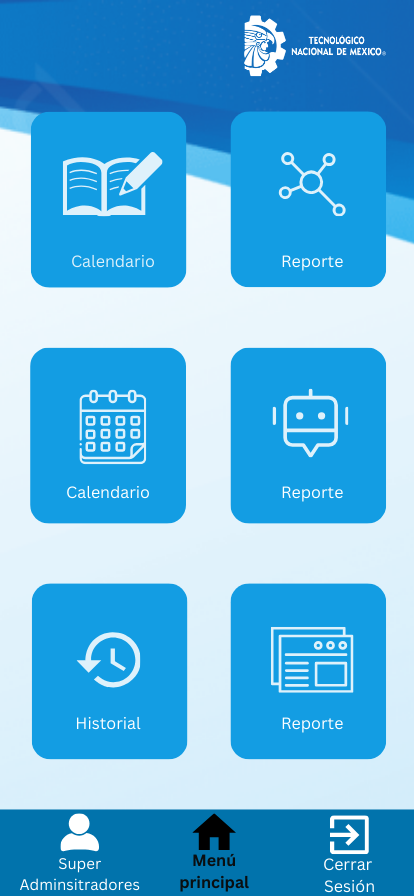 TECNOLÓGICO
NACIONAL DE MÉXICO®
Calendario
Reporte
Calendario
Reporte
Historial
Reporte
Super
Adminsitradores
Menú
principal
Cerrar
Sesión